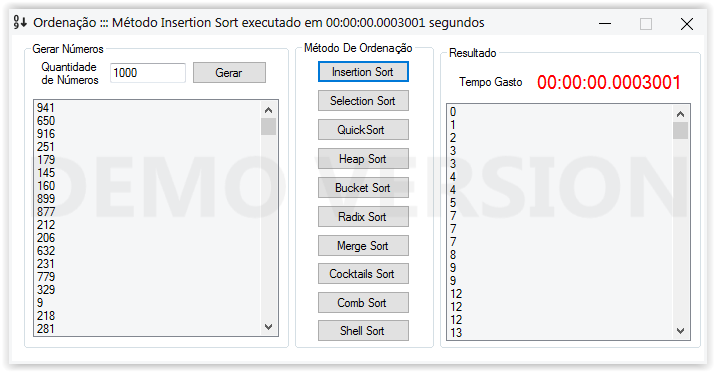 Ordenação ::: Método Insertion Sort executado em 00:00:00.0003001 segundos
Gerar Números
Quantidade
de Números
1000
Gerar
941
650
916
251
179
145
160
899
877
212
206
632
231
779
329
9
218
281
Método De Ordenação
Insertion Sort
Selection Sort
QuickSort
Heap Sort
Bucket Sort
Radix Sort
Merge Sort
Cocktails Sort
Comb Sort
Shell Sort
Resultado
Tempo Gasto 00:00:00.0003001
0
1
2
3
3
4
4
5
7
7
7
8
9
9
12
12
12
13
DEMO VERSION